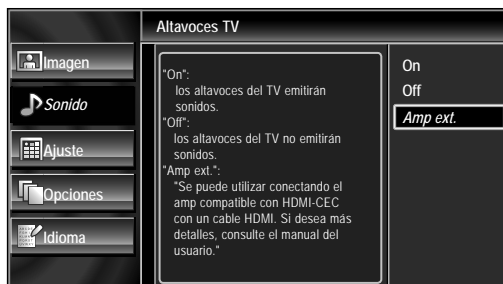 Altavoces TV
Imagen
Sonido
Ajuste
Opciones
Idioma
"On":
los altavoces del TV emitirán
sonidos.
"Off":
los altavoces del TV no emitirán
sonidos.
"Amp ext.":
"Se puede utilizar conectando el
amp compatible con HDMI-CEC
con un cable HDMI. Si desea más
detalles, consulte el manual del
usuario."
On
Off
Amp ext.